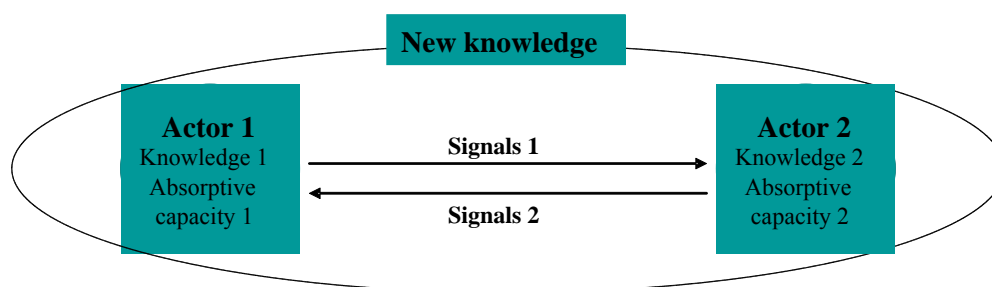 New knowledge
Actor 1
Knowledge 1
Absorptive
capacity 1
Signals 1
Signals 2
Actor 2
Knowledge 2
Absorptive
capacity 2